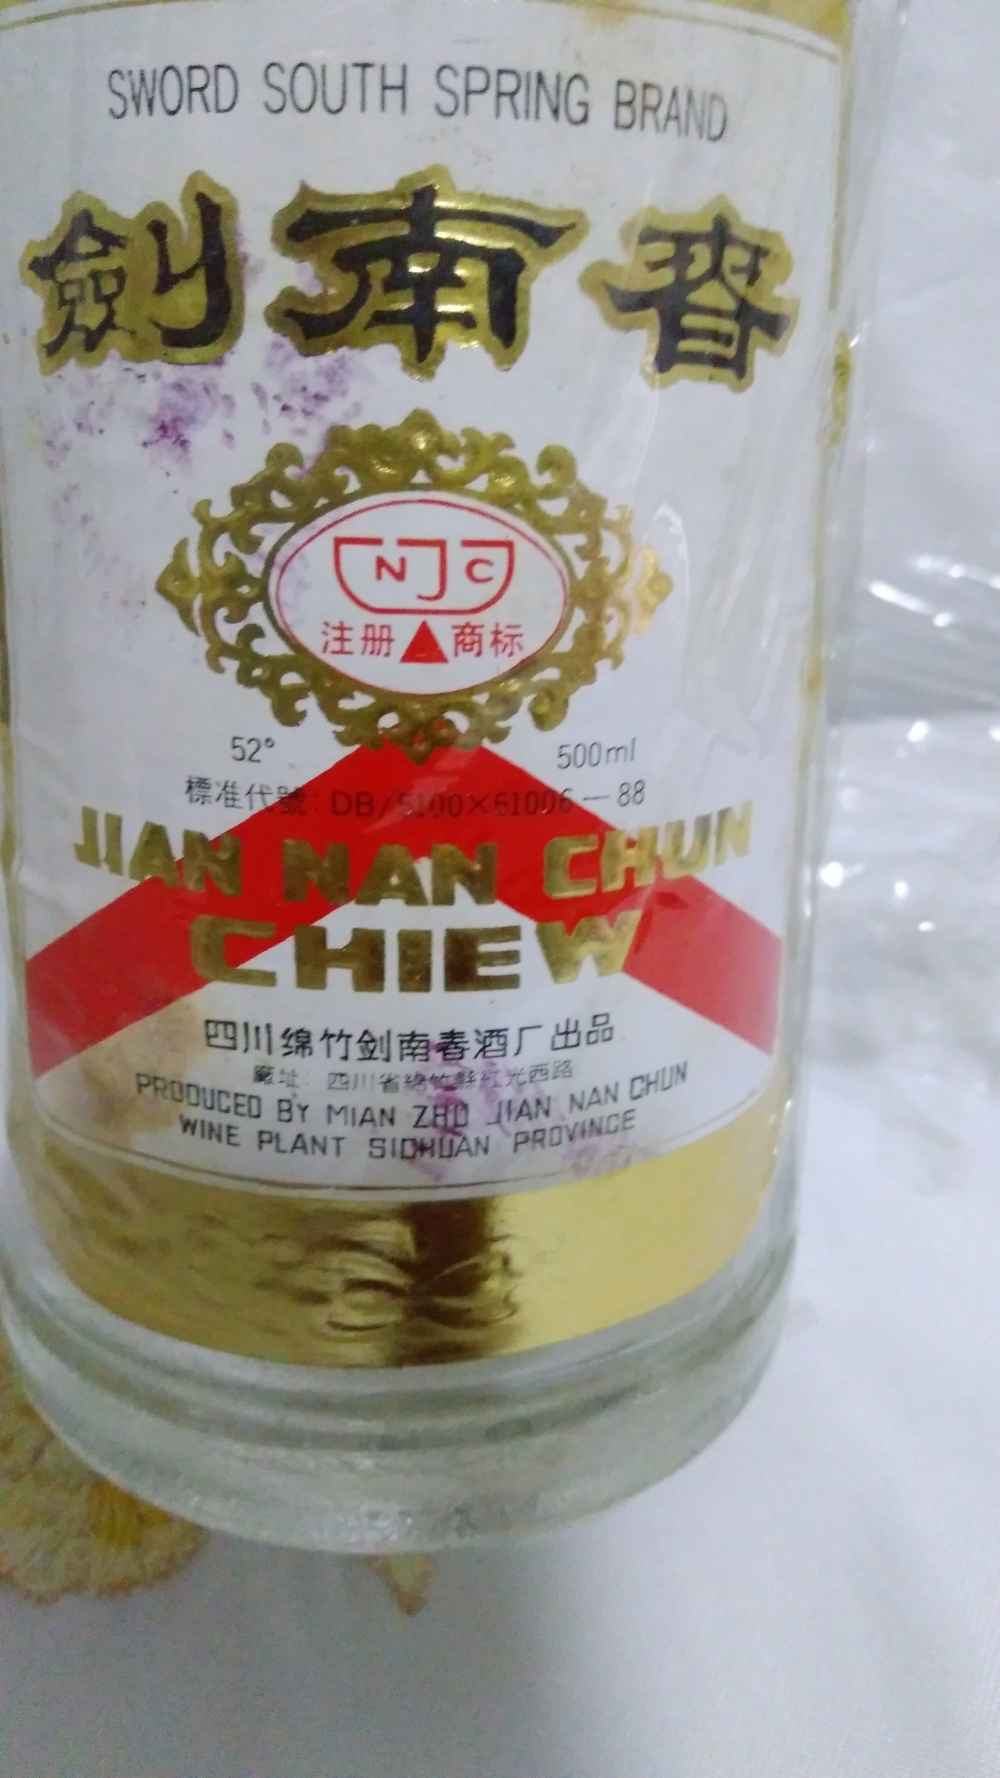 SWORD SOUTH SPRING BRAND
劍南春
NJC
注册 商标
52° 500ml
標准代號: DB/5100×61006—88
JIAN NAN CHUN
CHIEW
四川绵竹剑南春酒厂出品
廠址: 四川省綿竹縣紅光西路
PRODUCED BY MIAN ZHU JIAN NAN CHUN
WINE PLANT SICHUAN PROVINCE